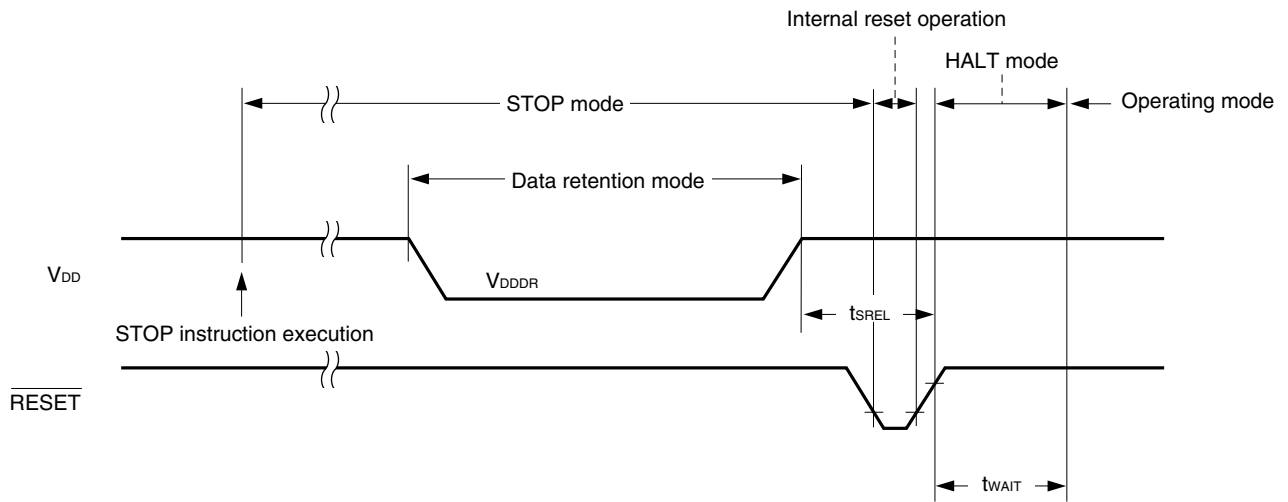 Internal reset operation
HALT mode
STOP mode
Operating mode
Data retention mode
VDD
VDDDR
STOP instruction execution
tSREL
RESET
tWAIT